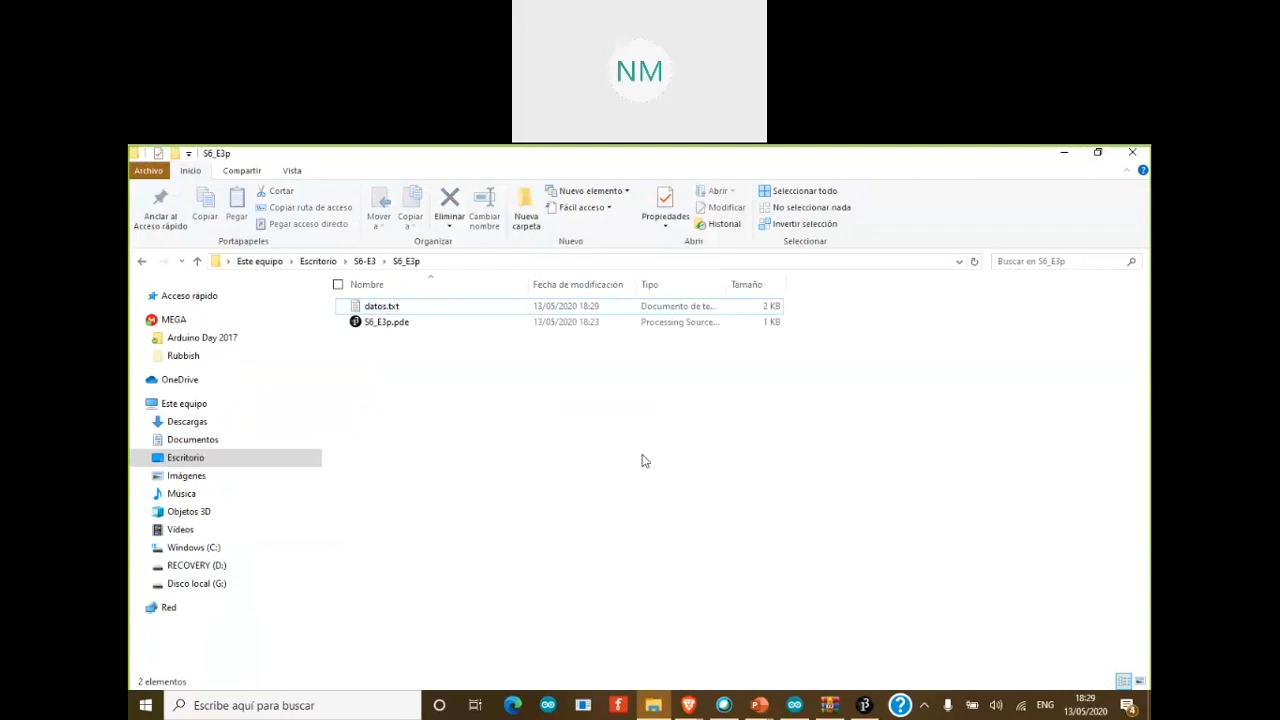 NM
S6_E3p
Archivo Inicio Compartir Vista
Anclar al Acceso rápido
Copiar
Pegar
Cortar
Copiar ruta de acceso
Pegar acceso directo
Portapapeles
Mover a
Copiar a
Eliminar
Cambiar nombre
Organizar
Nueva carpeta
Nuevo elemento
Fácil acceso
Nuevo
Propiedades
Abrir
Modificar
Historial
Abrir
Seleccionar todo
No seleccionar nada
Invertir selección
Seleccionar
Este equipo > Escritorio > S6-E3 > S6_E3p
Buscar en S6_E3p
Nombre Fecha de modificación Tipo Tamaño
datos.txt 13/05/2020 18:29 Documento de te... 2 KB
S6_E3p.pde 13/05/2020 18:23 Processing Source... 1 KB
Acceso rápido
MEGA
Arduino Day 2017
Rubbish
OneDrive
Este equipo
Descargas
Documentos
Escritorio
Imágenes
Música
Objetos 3D
Vídeos
Windows (C:)
RECOVERY (D:)
Disco local (G:)
Red
2 elementos
Escribe aquí para buscar
ENG
18:29
13/05/2020
4